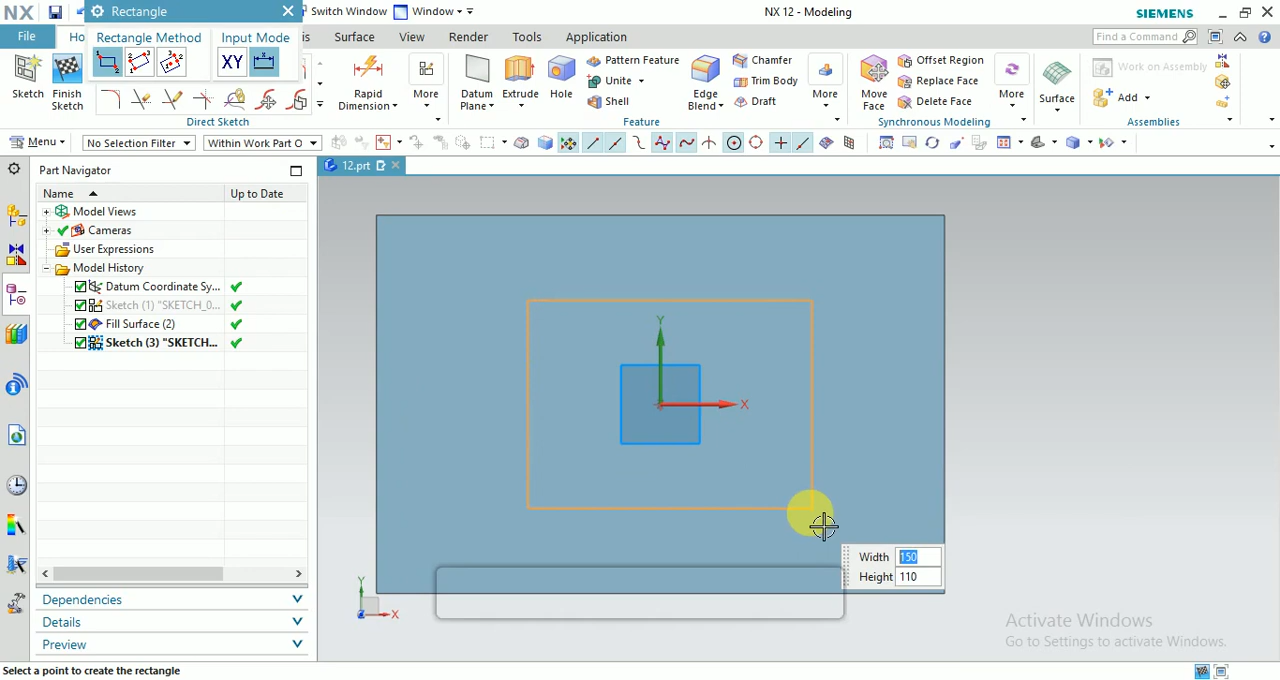 NX
Rectangle
Switch Window
Window
NX 12 - Modeling
SIEMENS
File
Ho
Rectangle Method
Input Mode
is
Surface
View
Render
Tools
Application
Find a Command
XY
Sketch
Finish
Sketch
Direct Sketch
Rapid
Dimension
More
Datum
Plane
Extrude
Hole
Pattern Feature
Unite
Shell
Edge
Blend
Chamfer
Trim Body
Draft
More
Feature
Move
Face
Offset Region
Replace Face
Delete Face
More
Synchronous Modeling
Surface
Work on Assembly
Add
Assemblies
Menu
No Selection Filter
Within Work Part O
Part Navigator
12.prt
Name
Up to Date
Model Views
Cameras
User Expressions
Model History
Datum Coordinate Sy...
Sketch (1) "SKETCH_0...
Fill Surface (2)
Sketch (3) "SKETCH...
Y
X
Width 150
Height 110
Y
X
Dependencies
Details
Preview
Activate Windows
Go to Settings to activate Windows.
Select a point to create the rectangle